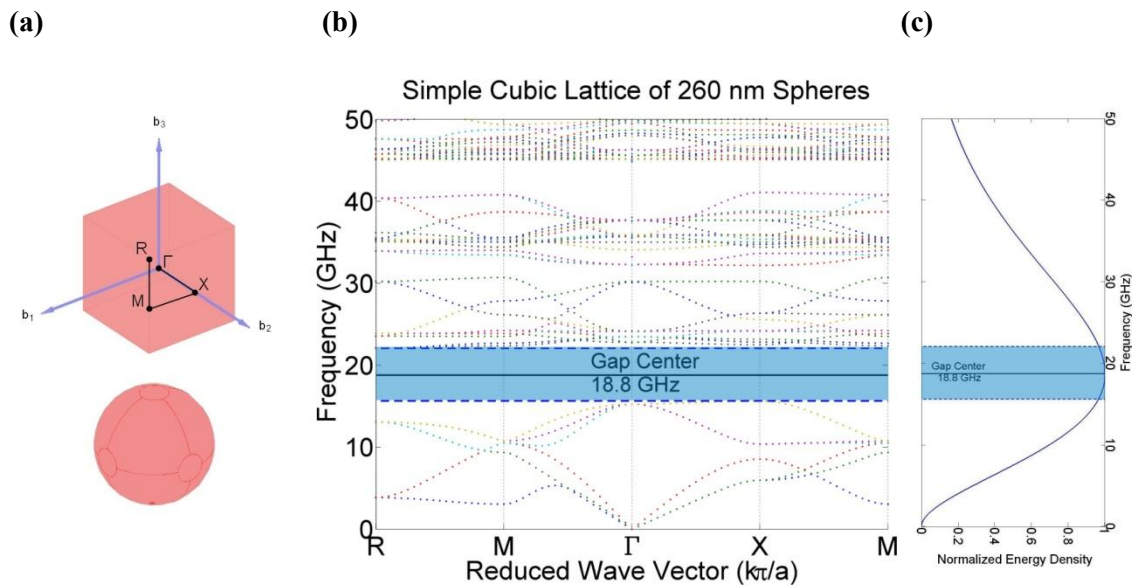 (a)
(b)
(c)
b₃
R
Γ
X
M
b₁
b₂
Simple Cubic Lattice of 260 nm Spheres
Frequency (GHz)
50
40
30
20
10
0
Gap Center
18.8 GHz
R
M
Γ
X
M
Reduced Wave Vector (kπ/a)
50
40
30
20
10
0
Frequency (GHz)
Gap Center
18.8 GHz
0
0.2
0.4
0.6
0.8
1
Normalized Energy Density